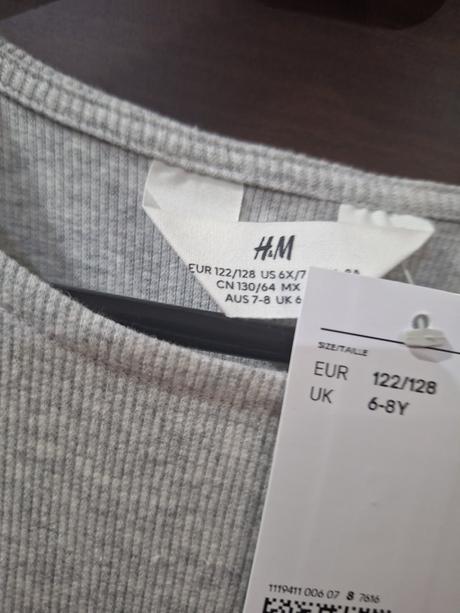 H&M
EUR 122/128 US 6X/7
CN 130/64 MX
AUS 7-8 UK 6
SIZE/TAILLE
EUR 122/128
UK 6-8Y
1119411 006 07 8 7616